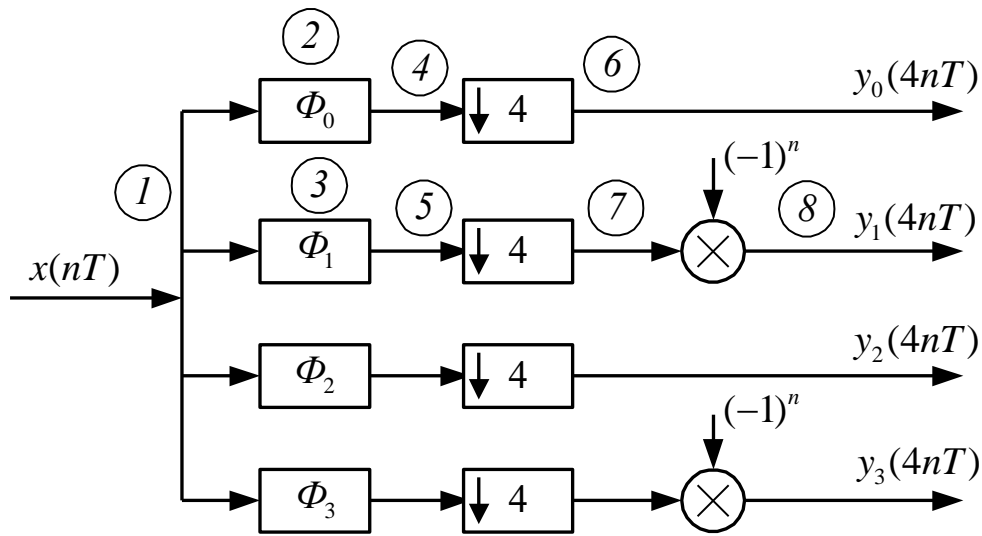 2
4
6
Φ₀
↓ 4
y₀(4nT)
(−1)ⁿ
1
3
5
7
8
Φ₁
↓ 4
y₁(4nT)
x(nT)
Φ₂
↓ 4
y₂(4nT)
(−1)ⁿ
Φ₃
↓ 4
y₃(4nT)